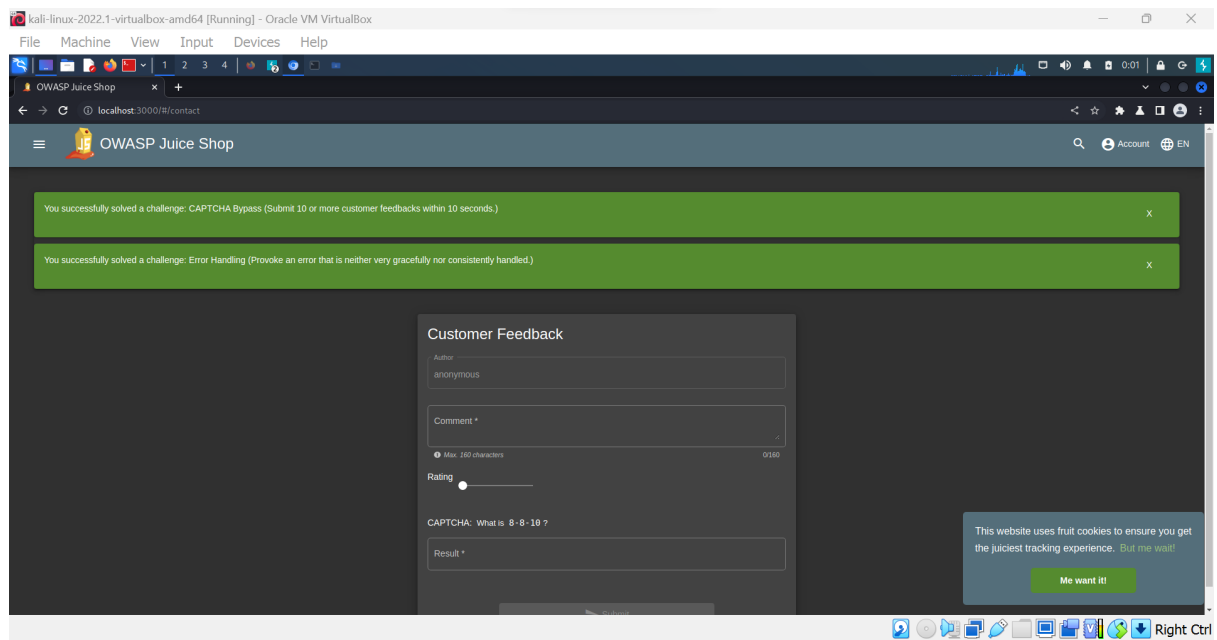 kali-linux-2022.1-virtualbox-amd64 [Running] - Oracle VM VirtualBox
File Machine View Input Devices Help
1 2 3 4 0:01
OWASP Juice Shop
localhost:3000/#/contact
OWASP Juice Shop Account EN
You successfully solved a challenge: CAPTCHA Bypass (Submit 10 or more customer feedbacks within 10 seconds.) X
You successfully solved a challenge: Error Handling (Provoke an error that is neither very gracefully nor consistently handled.) X
Customer Feedback
Author
anonymous
Comment *
Max. 160 characters 0/160
Rating
CAPTCHA: What is 8-8-10 ?
Result *
Submit
This website uses fruit cookies to ensure you get
the juiciest tracking experience. But me wait!
Me want it!
Right Ctrl